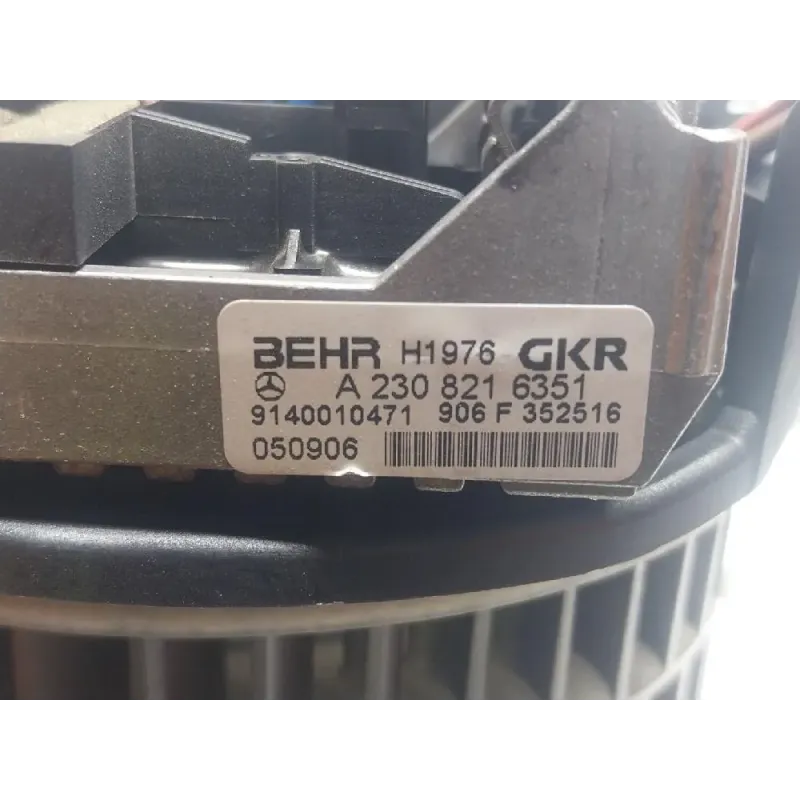 BEHR H1976 GKR
A 230 821 6351
9140010471 906 F 352516
050906